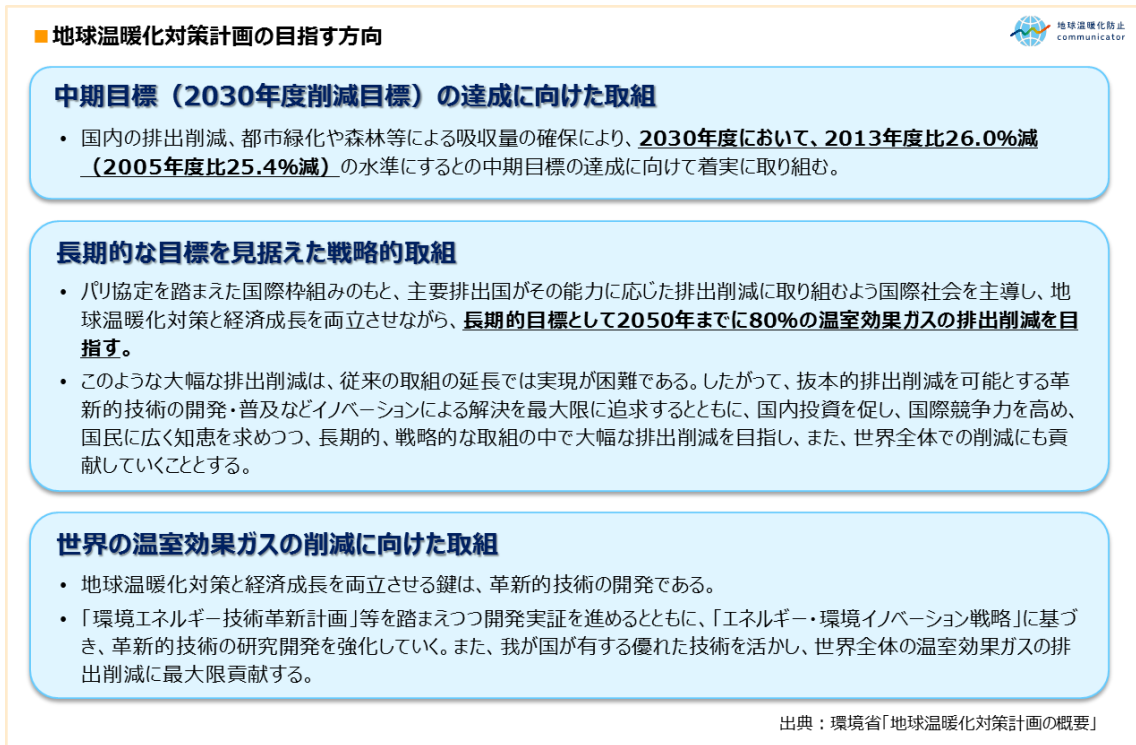 ■地球温暖化対策計画の目指す方向
地球温暖化防止
communicator
中期目標（2030年度削減目標）の達成に向けた取組
• 国内の排出削減、都市緑化や森林等による吸収量の確保により、2030年度において、2013年度比26.0%減
（2005年度比25.4%減）の水準にするとの中期目標の達成に向けて着実に取り組む。
長期的な目標を見据えた戦略的取組
• パリ協定を踏まえた国際枠組みのもと、主要排出国がその能力に応じた排出削減に取り組むよう国際社会を主導し、地
球温暖化対策と経済成長を両立させながら、長期的目標として2050年までに80%の温室効果ガスの排出削減を目
指す。
• このような大幅な排出削減は、従来の取組の延長では実現が困難である。したがって、抜本的排出削減を可能とする革
新的技術の開発・普及などイノベーションによる解決を最大限に追求するとともに、国内投資を促し、国際競争力を高め、
国民に広く知恵を求めつつ、長期的、戦略的な取組の中で大幅な排出削減を目指し、また、世界全体での削減にも貢
献していくこととする。
世界の温室効果ガスの削減に向けた取組
• 地球温暖化対策と経済成長を両立させる鍵は、革新的技術の開発である。
• 「環境エネルギー技術革新計画」等を踏まえつつ開発実証を進めるとともに、「エネルギー・環境イノベーション戦略」に基づ
き、革新的技術の研究開発を強化していく。また、我が国が有する優れた技術を活かし、世界全体の温室効果ガスの排
出削減に最大限貢献する。
出典：環境省「地球温暖化対策計画の概要」